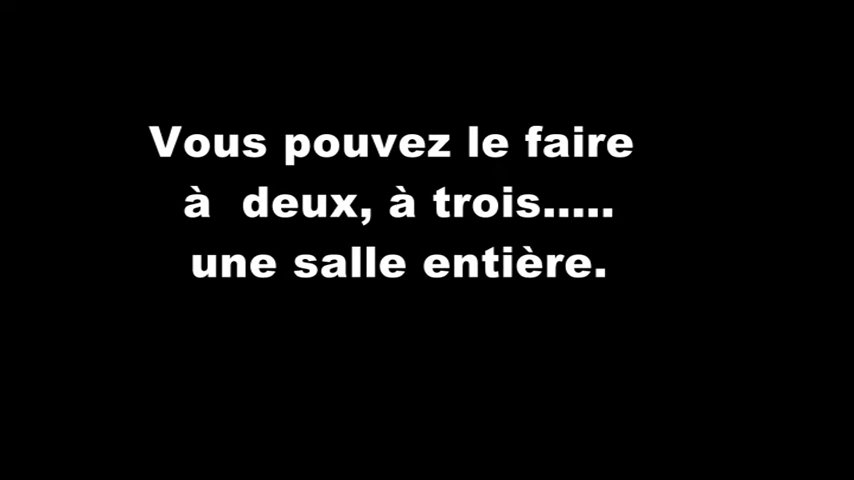 Vous pouvez le faire
à  deux, à trois.....
une salle entière.